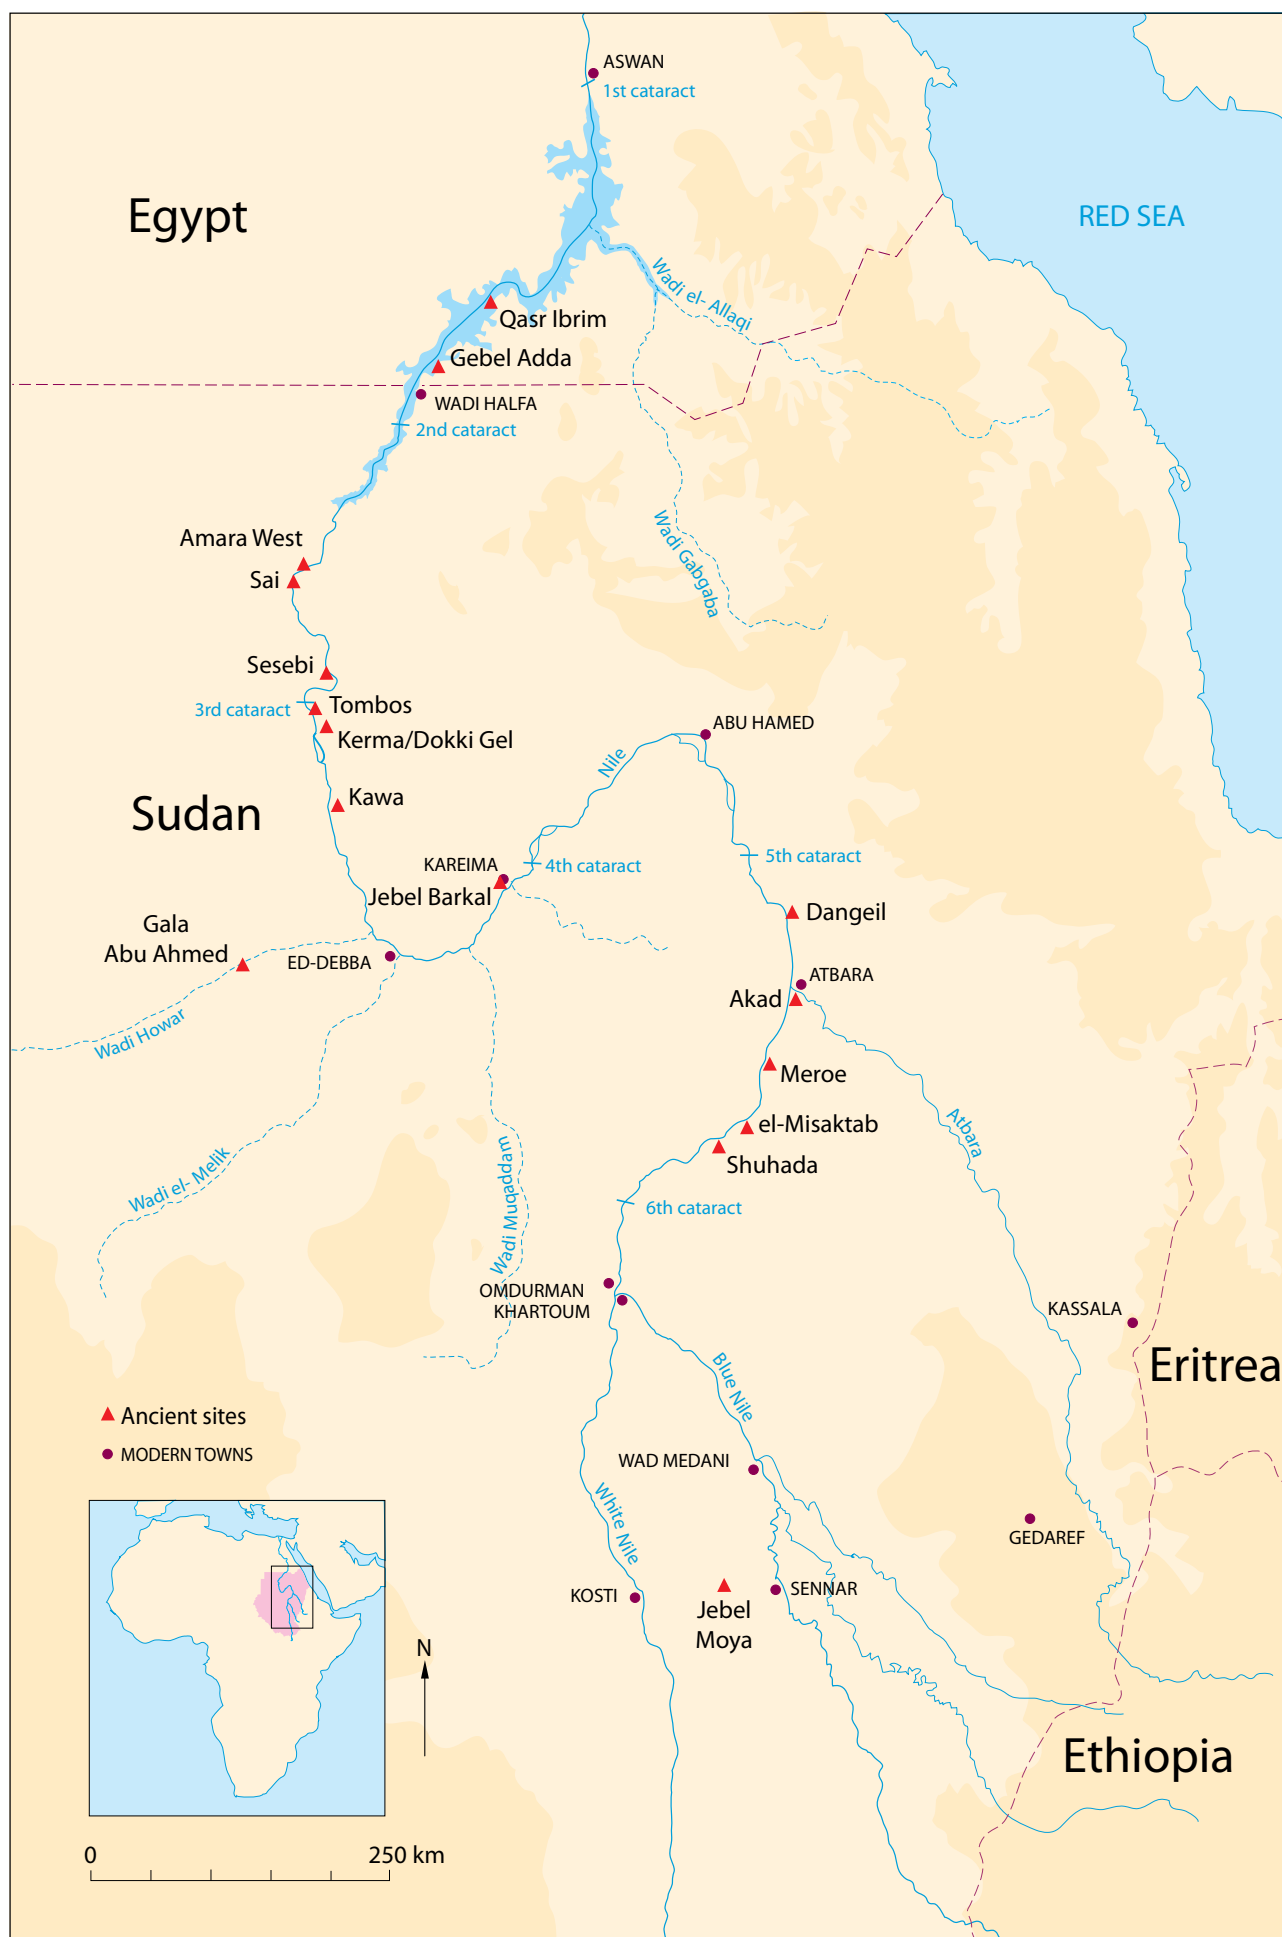 ASWAN
1st cataract
Egypt
RED SEA
Wadi el- Allaqi
Qasr Ibrim
Gebel Adda
WADI HALFA
2nd cataract
Amara West
Sai
Wadi Gabgaba
Sesebi
3rd cataract
Tombos
Kerma/Dokki Gel
ABU HAMED
Nile
Kawa
Sudan
KAREIMA
4th cataract
5th cataract
Jebel Barkal
Dangeil
Gala
Abu Ahmed
ED-DEBBA
ATBARA
Akad
Wadi Howar
Meroe
el-Misaktab
Atbara
Shuhada
Wadi el- Melik
Wadi Muqaddam
6th cataract
OMDURMAN
KHARTOUM
KASSALA
Eritrea
Blue Nile
Ancient sites
MODERN TOWNS
WAD MEDANI
White Nile
GEDAREF
KOSTI
SENNAR
Jebel
Moya
N
Ethiopia
0 250 km